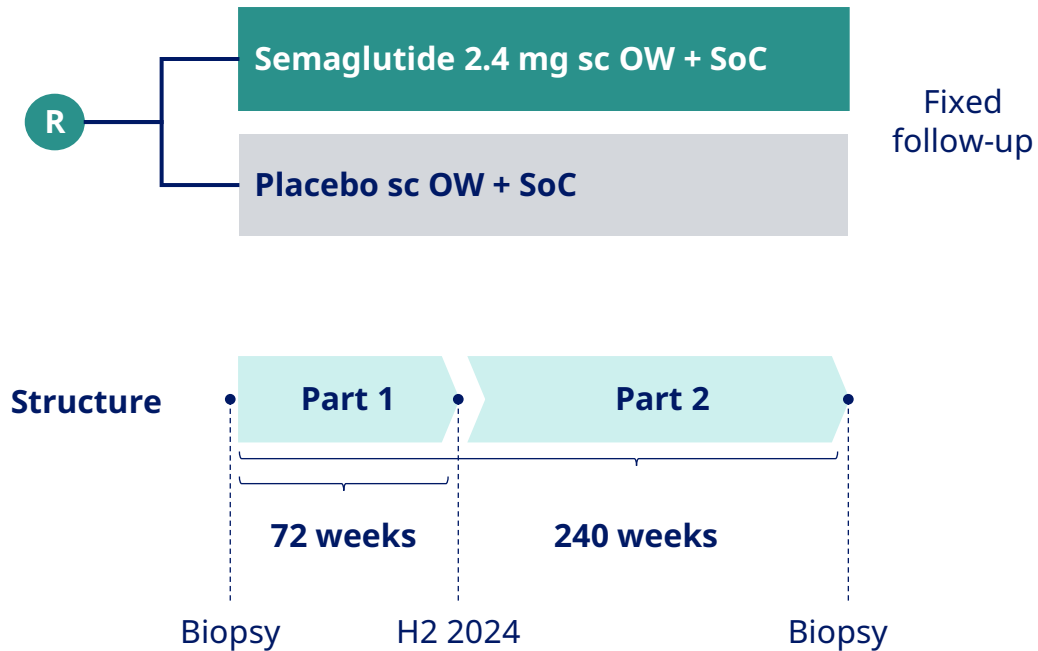 R
Semaglutide 2.4 mg sc OW + SoC
Placebo sc OW + SoC
Fixed
follow-up
Structure
Part 1
Part 2
72 weeks
240 weeks
Biopsy
H2 2024
Biopsy